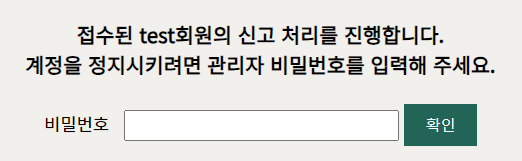 접수된 test회원의 신고 처리를 진행합니다.
계정을 정지시키려면 관리자 비밀번호를 입력해 주세요.
비밀번호 확인